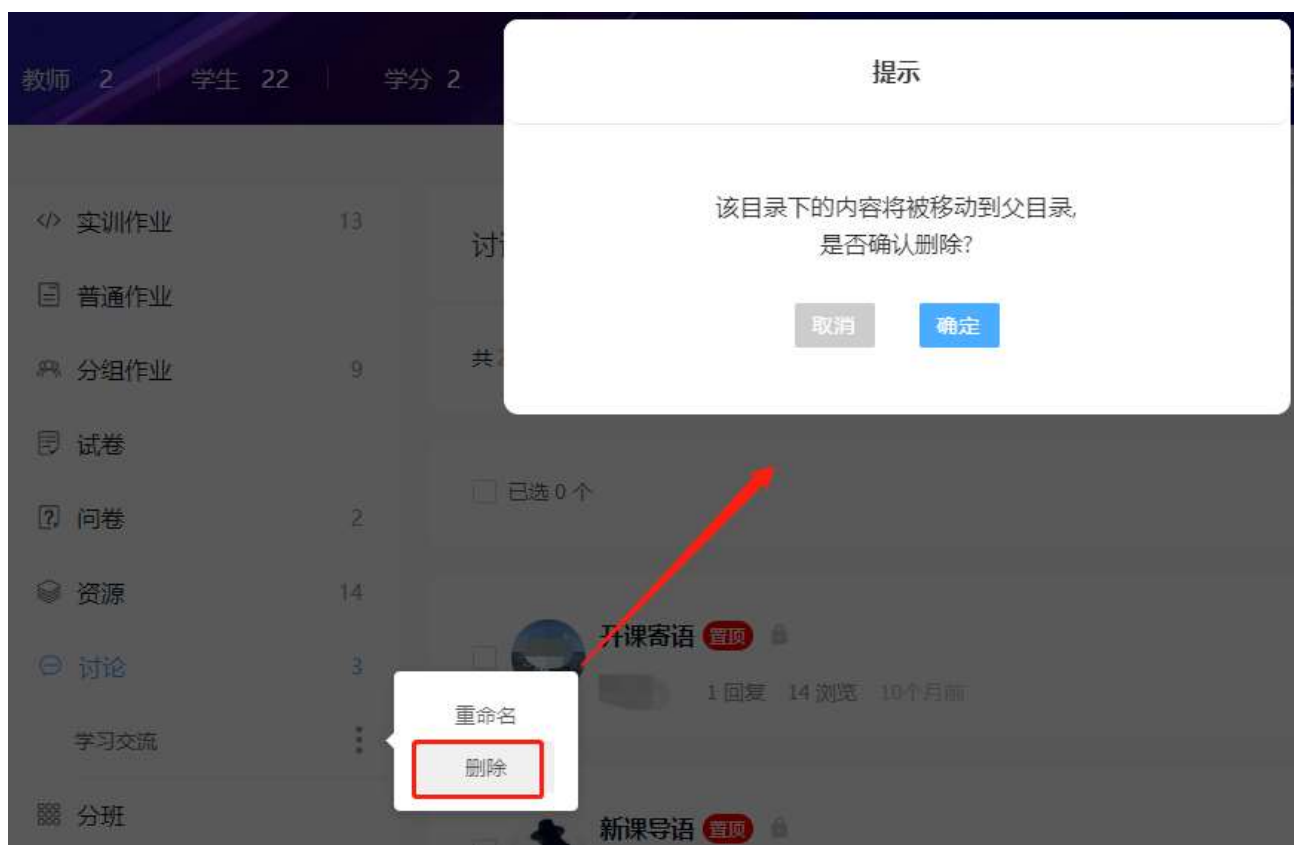 教师 2 学生 22 学分 2
提示
该目录下的内容将被移动到父目录,
是否确认删除?
取消 确定
实训作业 13
普通作业
分组作业 9
试卷
问卷 2
资源 14
讨论 3
学习交流
分班
共
已选 0 个
开课寄语 置顶
1 回复 14 浏览 10个月前
重命名
删除
新课导语 置顶